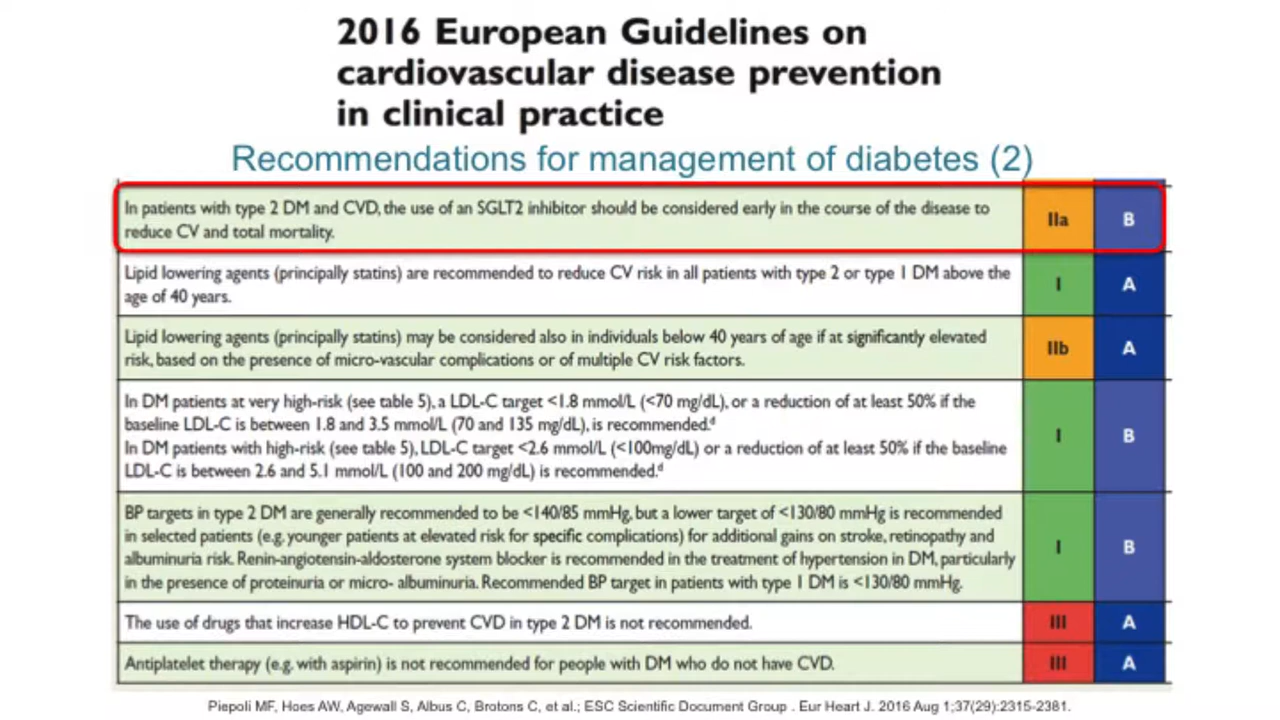 2016 European Guidelines on
cardiovascular disease prevention
in clinical practice
Recommendations for management of diabetes (2)
In patients with type 2 DM and CVD, the use of an SGLT2 inhibitor should be considered early in the course of the disease to
reduce CV and total mortality.
IIa
B
Lipid lowering agents (principally statins) are recommended to reduce CV risk in all patients with type 2 or type 1 DM above the
age of 40 years.
I
A
Lipid lowering agents (principally statins) may be considered also in individuals below 40 years of age if at significantly elevated
risk, based on the presence of micro-vascular complications or of multiple CV risk factors.
IIb
A
In DM patients at very high-risk (see table 5), a LDL-C target <1.8 mmol/L (<70 mg/dL), or a reduction of at least 50% if the
baseline LDL-C is between 1.8 and 3.5 mmol/L (70 and 135 mg/dL), is recommended.ᵈ
In DM patients with high-risk (see table 5), LDL-C target <2.6 mmol/L (<100mg/dL) or a reduction of at least 50% if the baseline
LDL-C is between 2.6 and 5.1 mmol/L (100 and 200 mg/dL) is recommended.ᵈ
I
B
BP targets in type 2 DM are generally recommended to be <140/85 mmHg, but a lower target of <130/80 mmHg is recommended
in selected patients (e.g. younger patients at elevated risk for specific complications) for additional gains on stroke, retinopathy and
albuminuria risk. Renin-angiotensin-aldosterone system blocker is recommended in the treatment of hypertension in DM, particularly
in the presence of proteinuria or micro- albuminuria. Recommended BP target in patients with type 1 DM is <130/80 mmHg.
I
B
The use of drugs that increase HDL-C to prevent CVD in type 2 DM is not recommended.
III
A
Antiplatelet therapy (e.g. with aspirin) is not recommended for people with DM who do not have CVD.
III
A
Piepoli MF, Hoes AW, Agewall S, Albus C, Brotons C, et al.; ESC Scientific Document Group . Eur Heart J. 2016 Aug 1;37(29):2315-2381.